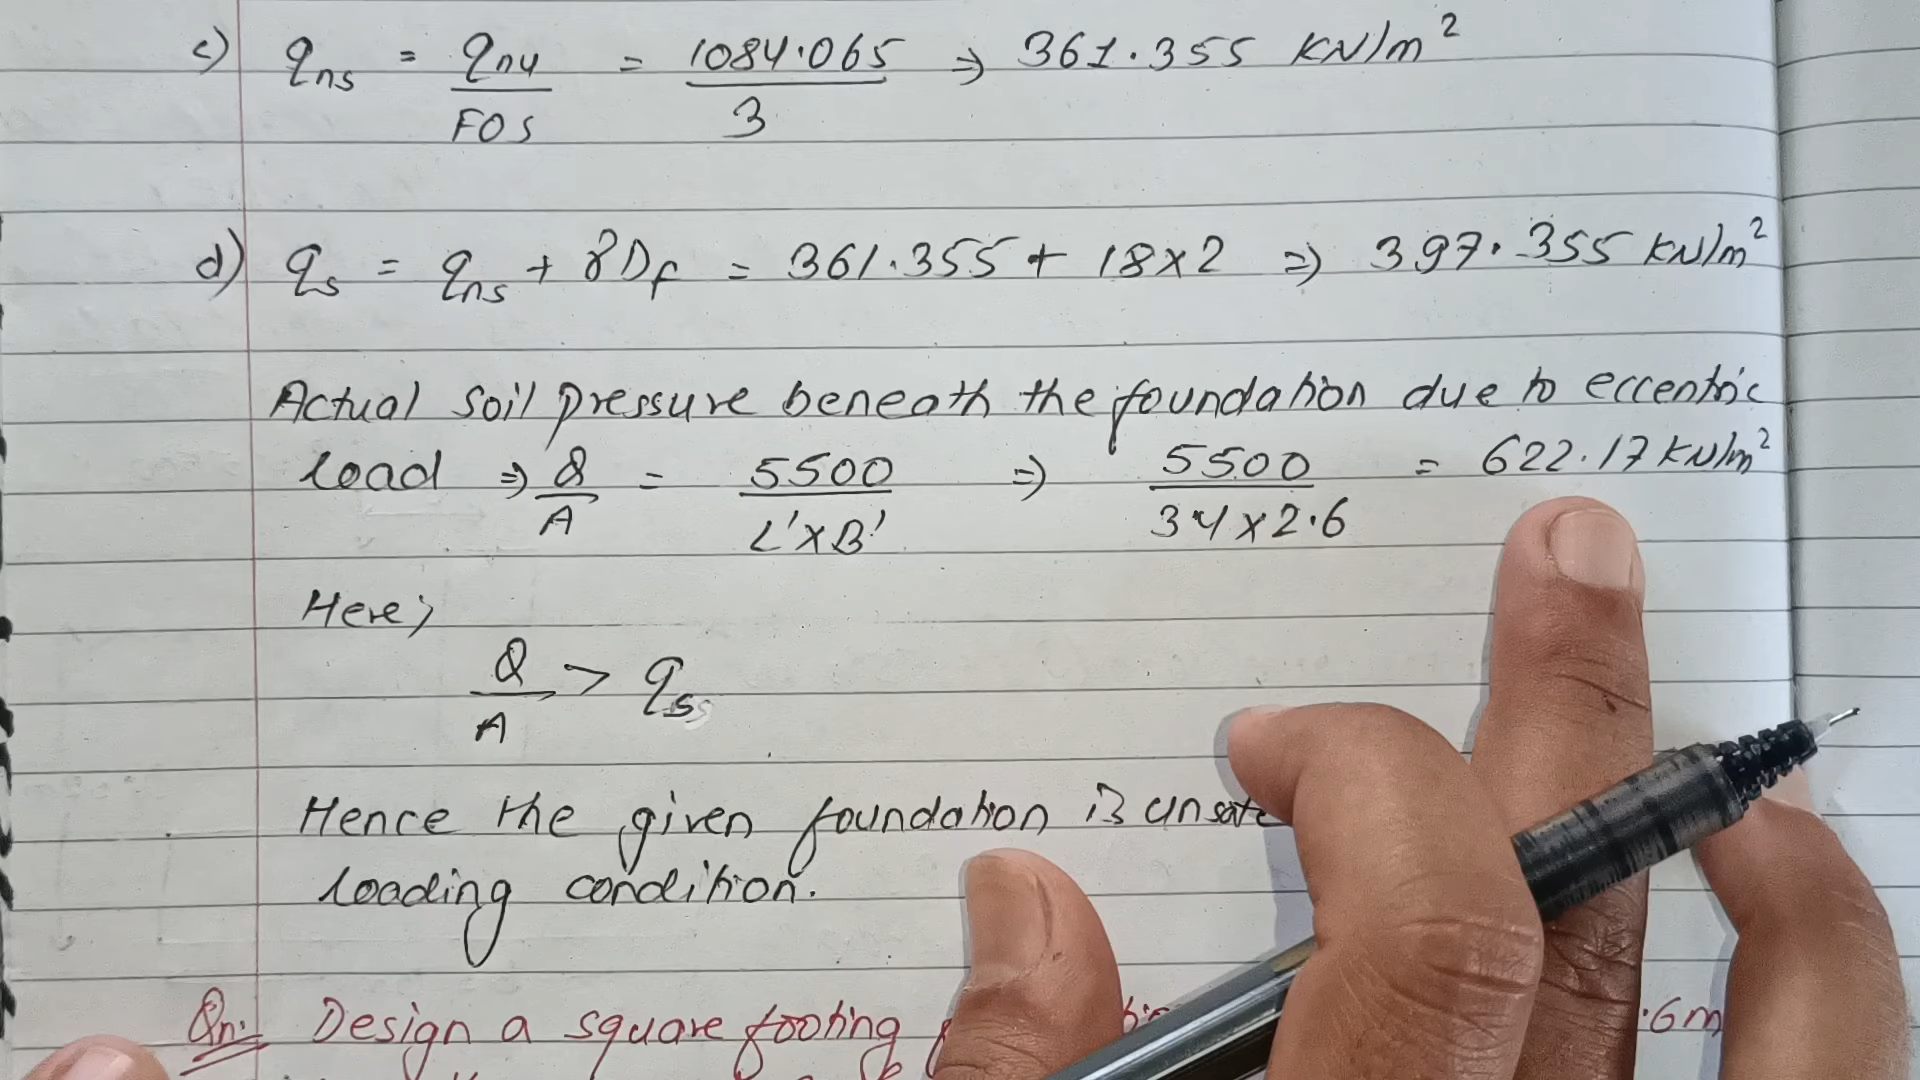 c) qns = qnu/FOS = 1084.065/3 ⇒ 361.355 KN/m²
d) qs = qns + γDf = 361.355 + 18×2 ⇒ 397.355 KN/m²
Actual soil pressure beneath the foundation due to eccentric
load ⇒ Q/A = 5500/L'×B' ⇒ 5500/34×2.6 = 622.17 KN/m²
Here;
Q/A > qs
Hence the given foundation is unsafe
loading condition.
Qn:- Design a square footing .6m